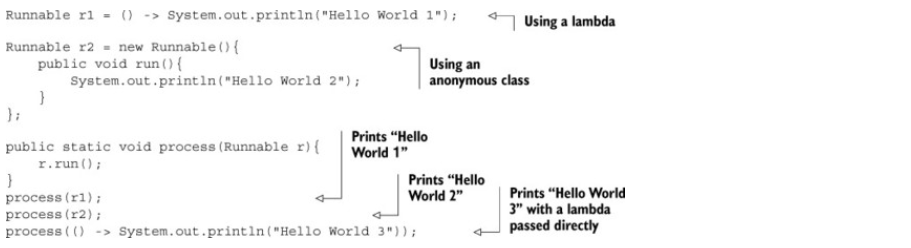 Runnable r1 = () -> System.out.println("Hello World 1");
Using a lambda
Runnable r2 = new Runnable(){
    public void run(){
        System.out.println("Hello World 2");
    }
};
Using an
anonymous class
public static void process(Runnable r){
    r.run();
}
process(r1);
process(r2);
process(() -> System.out.println("Hello World 3"));
Prints “Hello
World 1”
Prints “Hello
World 2”
Prints “Hello World
3” with a lambda
passed directly